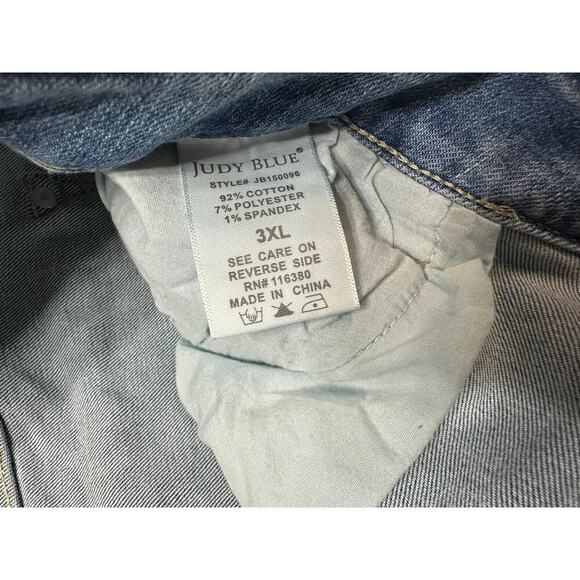 JUDY BLUE®
STYLE# JB150096
92% COTTON
7% POLYESTER
1% SPANDEX
3XL
SEE CARE ON
REVERSE SIDE
RN# 116380
MADE IN CHINA